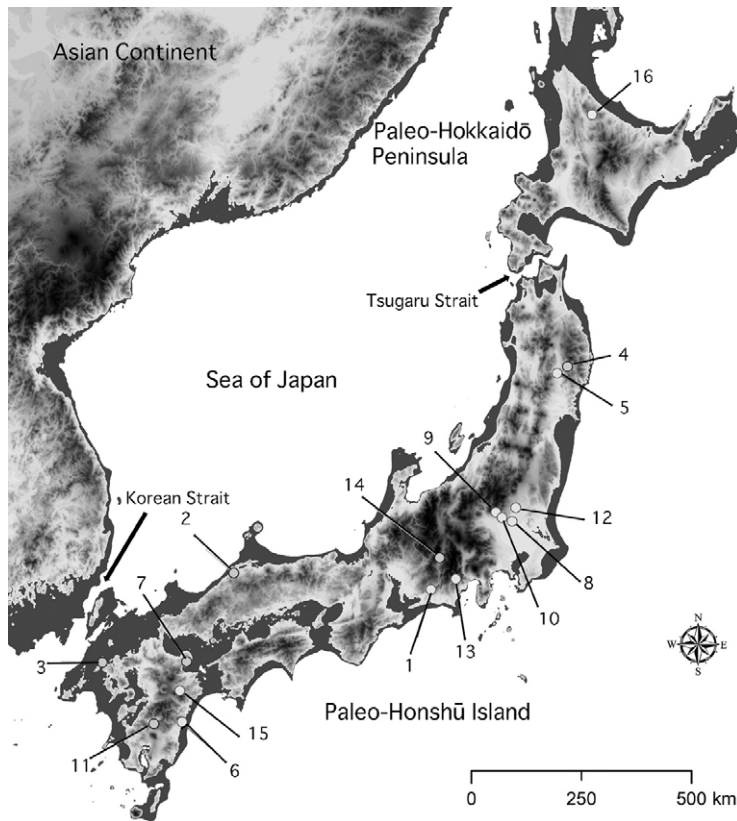 Asian Continent
16
Paleo-Hokkaidō
Peninsula
Tsugaru Strait
4
5
Sea of Japan
9
14
Korean Strait
2
12
7
8
10
1
13
3
N
W E
S
Paleo-Honshū Island
15
11
6
0 250 500 km